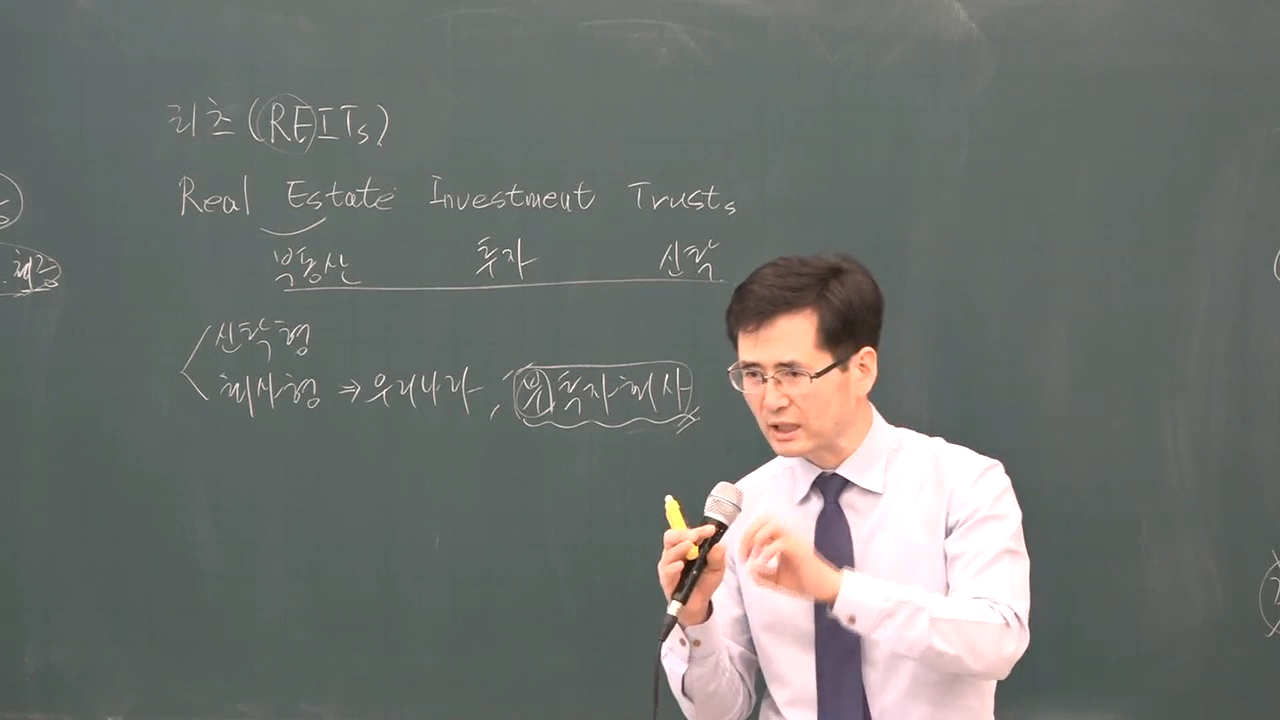 리츠(REITs)
Real Estate Investment Trusts
부동산 투자 신탁
신탁형
회사형 ⇒ 우리나라, 부투자회사